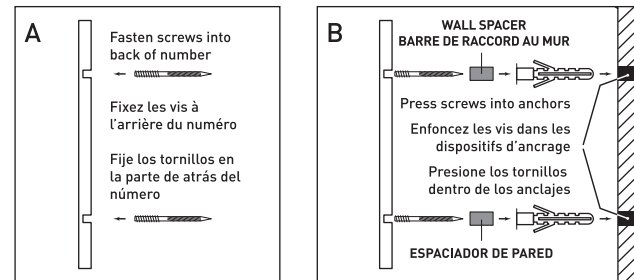 A
Fasten screws into
back of number
Fixez les vis à
l'arrière du numéro
Fije los tornillos en
la parte de atrás del
número
B
WALL SPACER
BARRE DE RACCORD AU MUR
Press screws into anchors
Enfoncez les vis dans les
dispositifs d'ancrage
Presione los tornillos
dentro de los anclajes
ESPACIADOR DE PARED